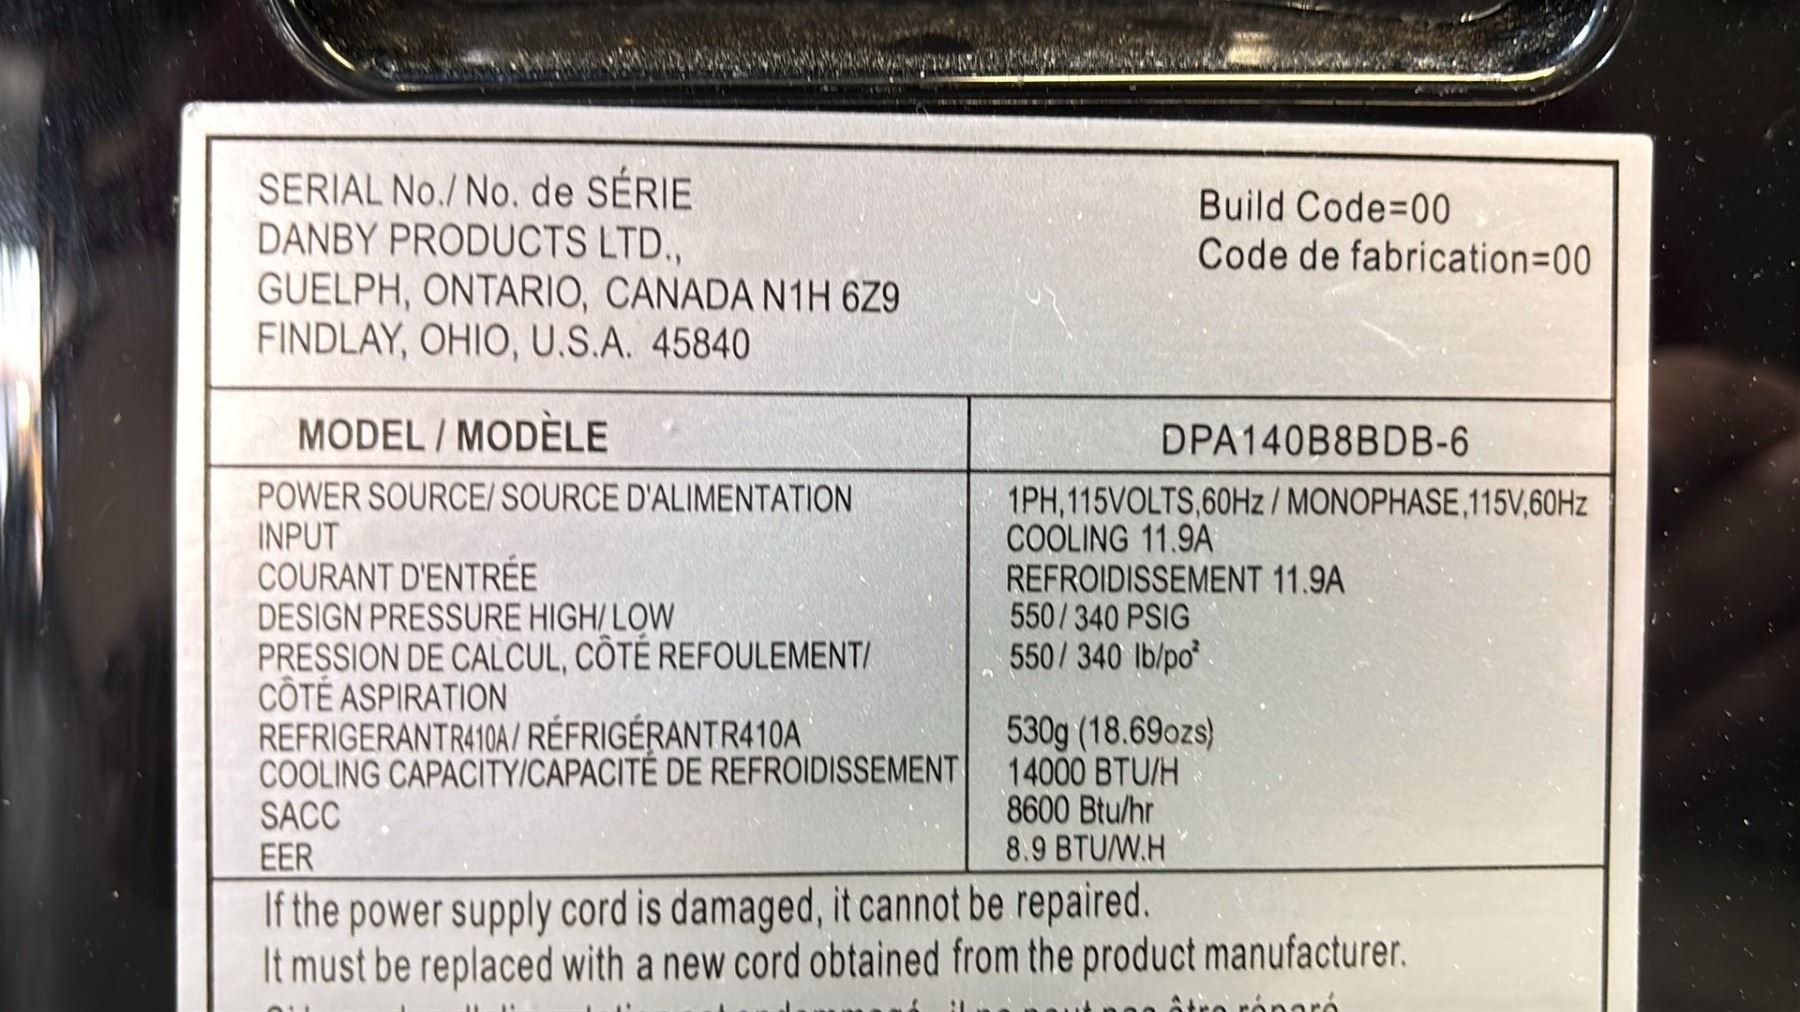 SERIAL No./ No. de SÉRIE
DANBY PRODUCTS LTD.,
GUELPH, ONTARIO, CANADA N1H 6Z9
FINDLAY, OHIO, U.S.A. 45840
Build Code=00
Code de fabrication=00
MODEL / MODÈLE DPA140B8BDB-6
POWER SOURCE/ SOURCE D'ALIMENTATION 1PH,115VOLTS,60Hz / MONOPHASE,115V,60Hz
INPUT COOLING 11.9A
COURANT D'ENTRÉE REFROIDISSEMENT 11.9A
DESIGN PRESSURE HIGH/ LOW 550/ 340 PSIG
PRESSION DE CALCUL, CÔTÉ REFOULEMENT/ 550/ 340 lb/po²
CÔTÉ ASPIRATION
REFRIGERANTR410A/ RÉFRIGÉRANTR410A 530g (18.69ozs)
COOLING CAPACITY/CAPACITÉ DE REFROIDISSEMENT 14000 BTU/H
SACC 8600 Btu/hr
EER 8.9 BTU/W.H
If the power supply cord is damaged, it cannot be repaired.
It must be replaced with a new cord obtained from the product manufacturer.